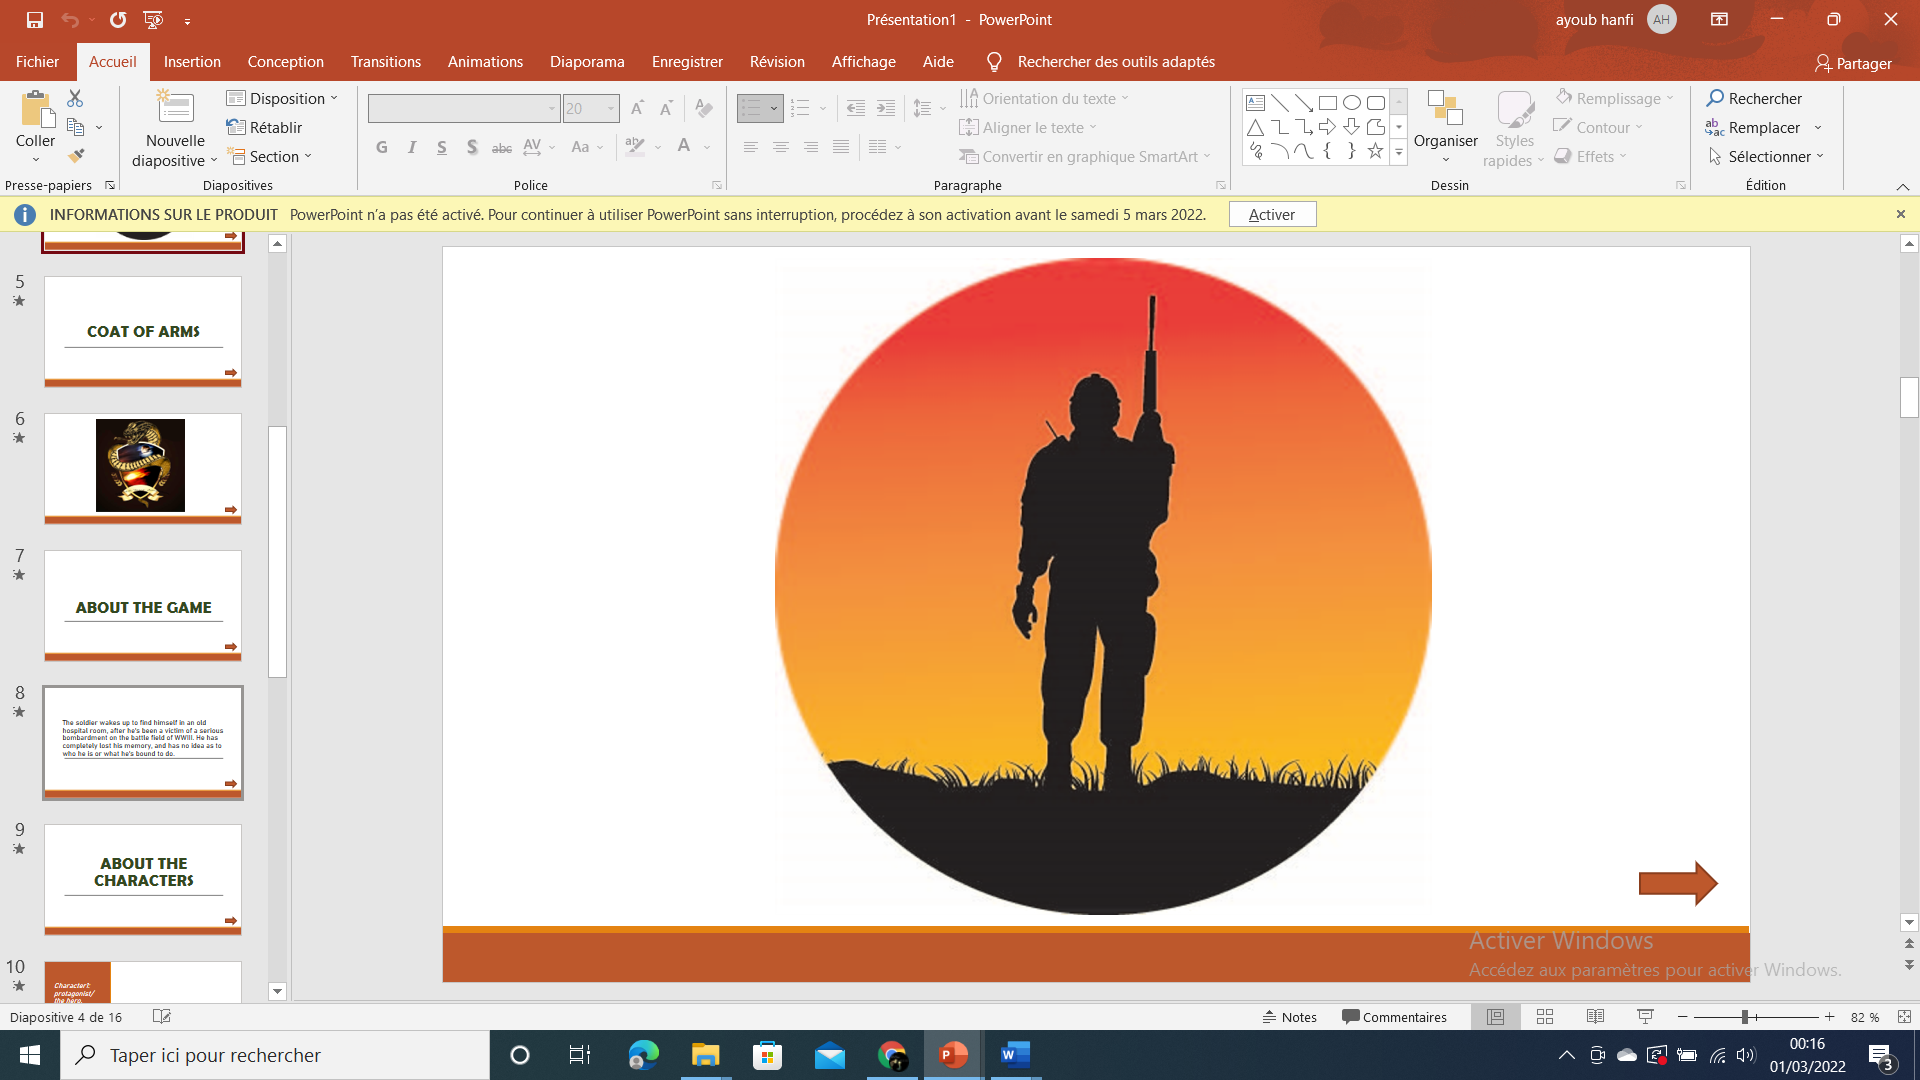 Présentation1 - PowerPoint
ayoub hanfi
AH
Fichier
Accueil
Insertion
Conception
Transitions
Animations
Diaporama
Enregistrer
Révision
Affichage
Aide
Rechercher des outils adaptés
Partager
Coller
Presse-papiers
Nouvelle
diapositive
Disposition
Rétablir
Section
Diapositives
20
G I S S abc AV Aa A
Police
Orientation du texte
Aligner le texte
Convertir en graphique SmartArt
Paragraphe
Organiser
Styles
rapides
Remplissage
Contour
Effets
Dessin
Rechercher
Remplacer
Sélectionner
Édition
INFORMATIONS SUR LE PRODUIT PowerPoint n’a pas été activé. Pour continuer à utiliser PowerPoint sans interruption, procédez à son activation avant le samedi 5 mars 2022.
Activer
5
COAT OF ARMS
6
7
ABOUT THE GAME
8
The soldier wakes up to find himself in an old
hospital room, after he's been a victim of a serious
bombardment on the battle field of WWIII. He has
completely lost his memory, and has no idea as to
who he is or what he's bound to do.
9
ABOUT THE
CHARACTERS
10
Character1:
protagonist/
the hero.
Activer Windows
Accédez aux paramètres pour activer Windows.
Diapositive 4 de 16
Notes
Commentaires
82 %
Taper ici pour rechercher
00:16
01/03/2022
3